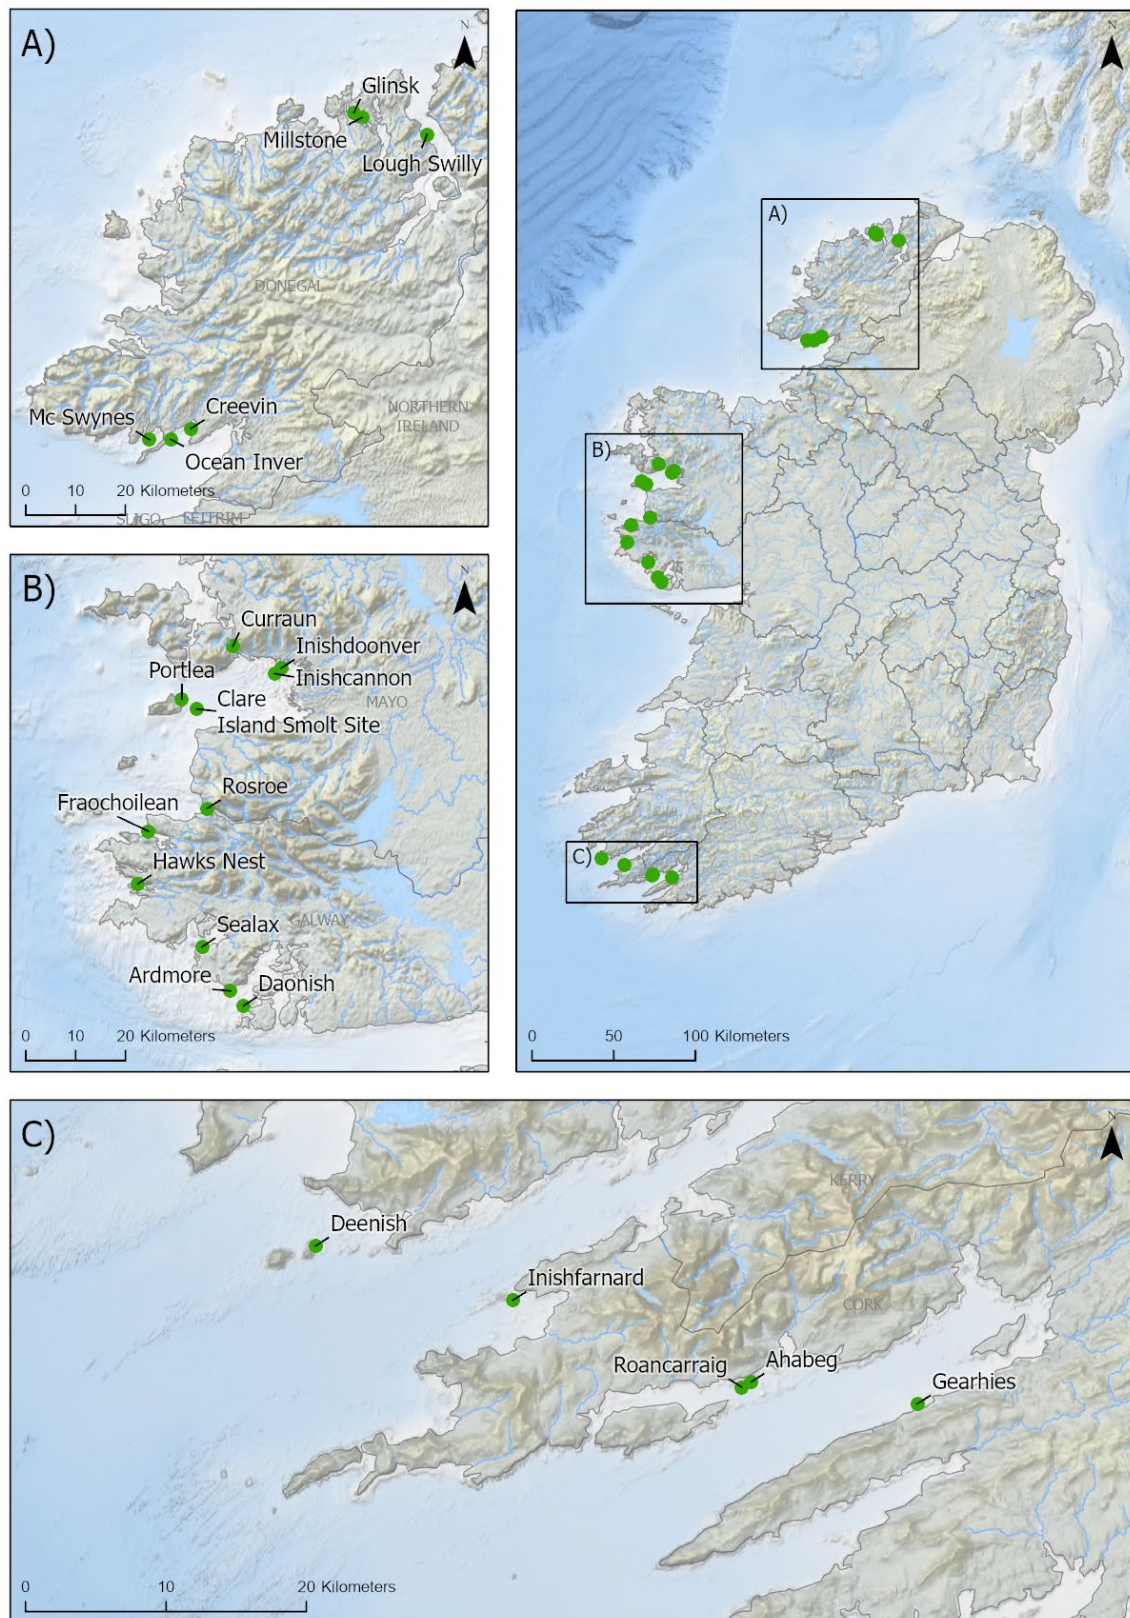 A)
N
Glinsk
Millstone
Lough Swilly
DONEGAL
Mc Swynes
Creevin
NORTHERN
IRELAND
Ocean Inver
0 10 20 Kilometers
SLIGO LEITRIM
N
A)
B)
C)
0 50 100 Kilometers
B)
N
Curraun
Inishdoonver
Portlea
Inishcannon
MAYO
Clare
Island Smolt Site
Rosroe
Fraochoilean
Hawks Nest
GALWAY
Sealax
Ardmore
Daonish
0 10 20 Kilometers
C)
N
KERRY
Deenish
Inishfarnard
CORK
Roancarraig
Ahabeg
Gearhies
0 10 20 Kilometers